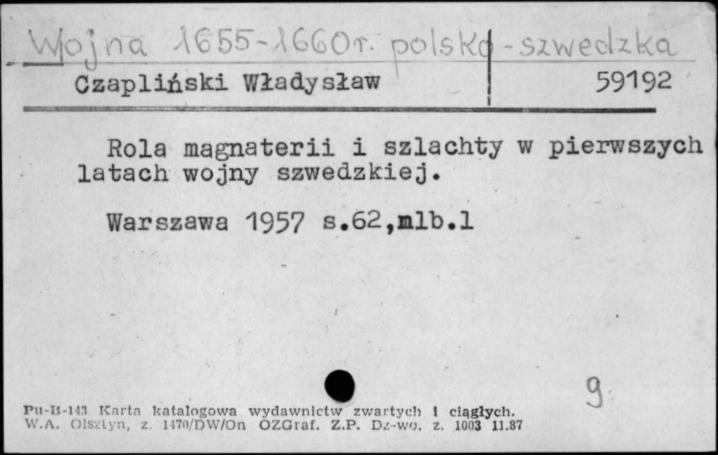 Wojna 1655-1660r. polsko-szwedzka
Czapliński Władysław 59192
Rola magnaterii i szlachty w pierwszych
latach wojny szwedzkiej.
Warszawa 1957 s.62,nlb.1
9
Pu-B-143 Karta katalogowa wydawnictw zwartych i ciągłych.
W.A. Olsztyn, z. 1470/DW/On OZGraf. Z.P. Dz-wo. z. 1003 11.87